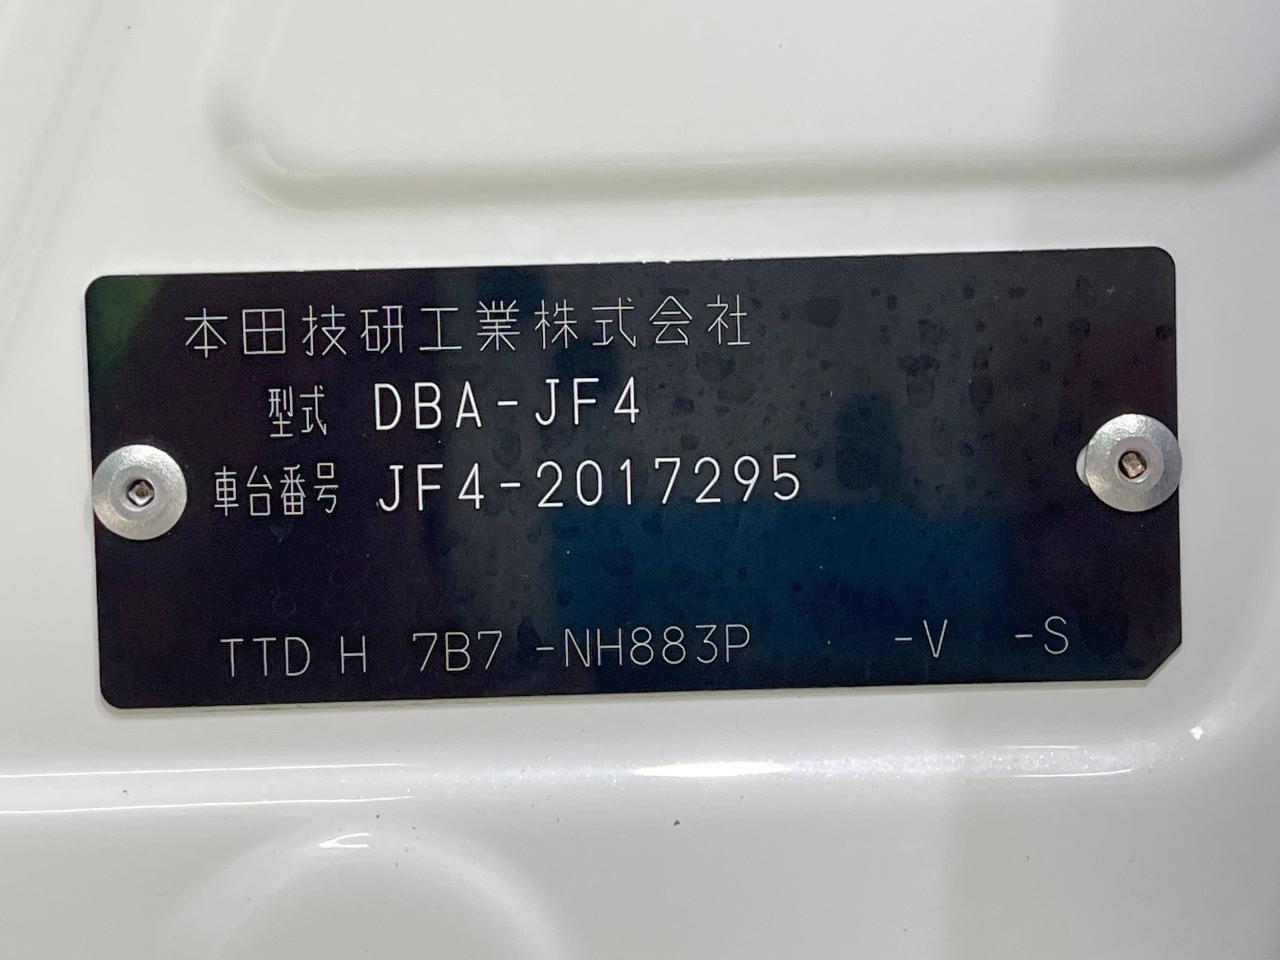 本田技研工業株式会社
型式 DBA-JF4
車台番号 JF4-2017295
TTD H 7B7 -NH883P -V -S